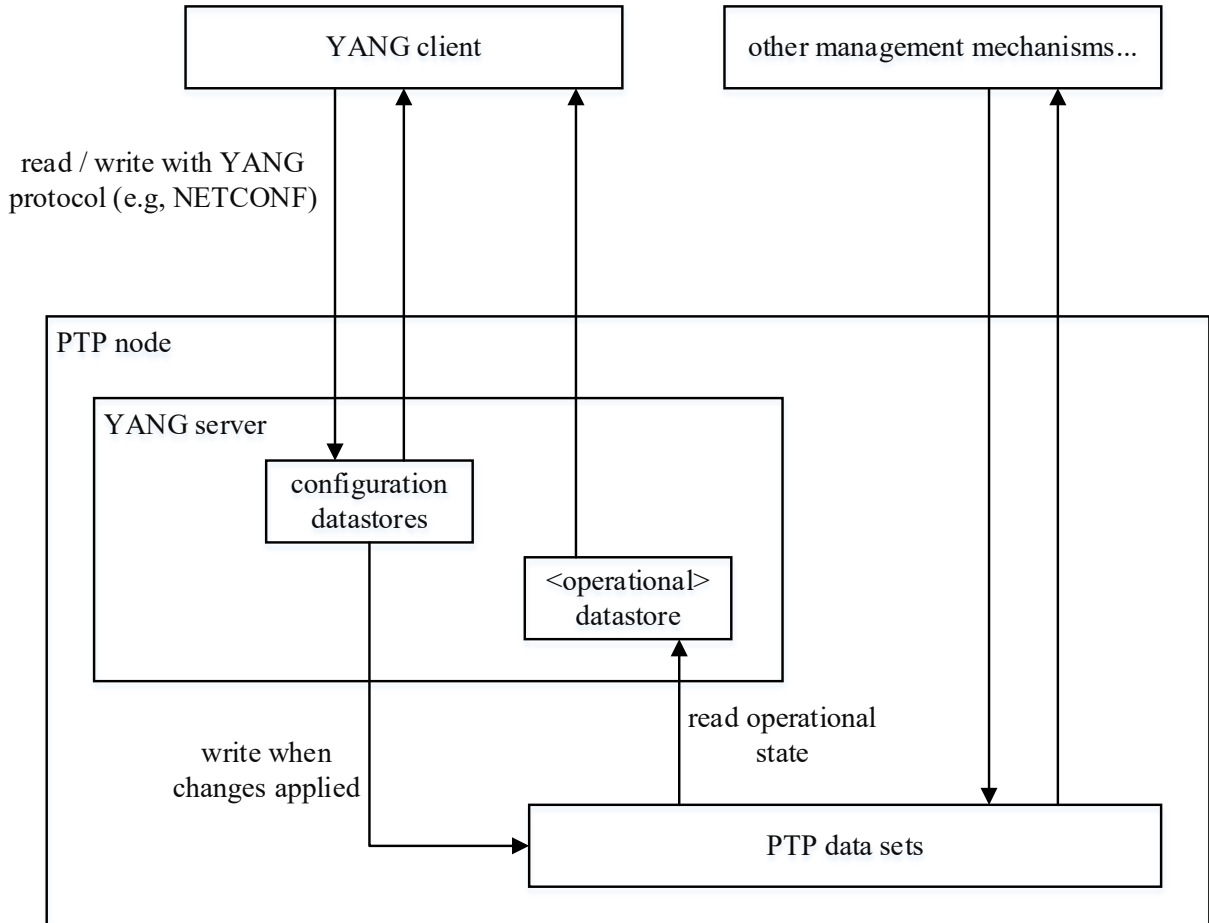 YANG client
other management mechanisms...
read / write with YANG
protocol (e.g, NETCONF)
PTP node
YANG server
configuration
datastores
<operational>
datastore
read operational
state
write when
changes applied
PTP data sets